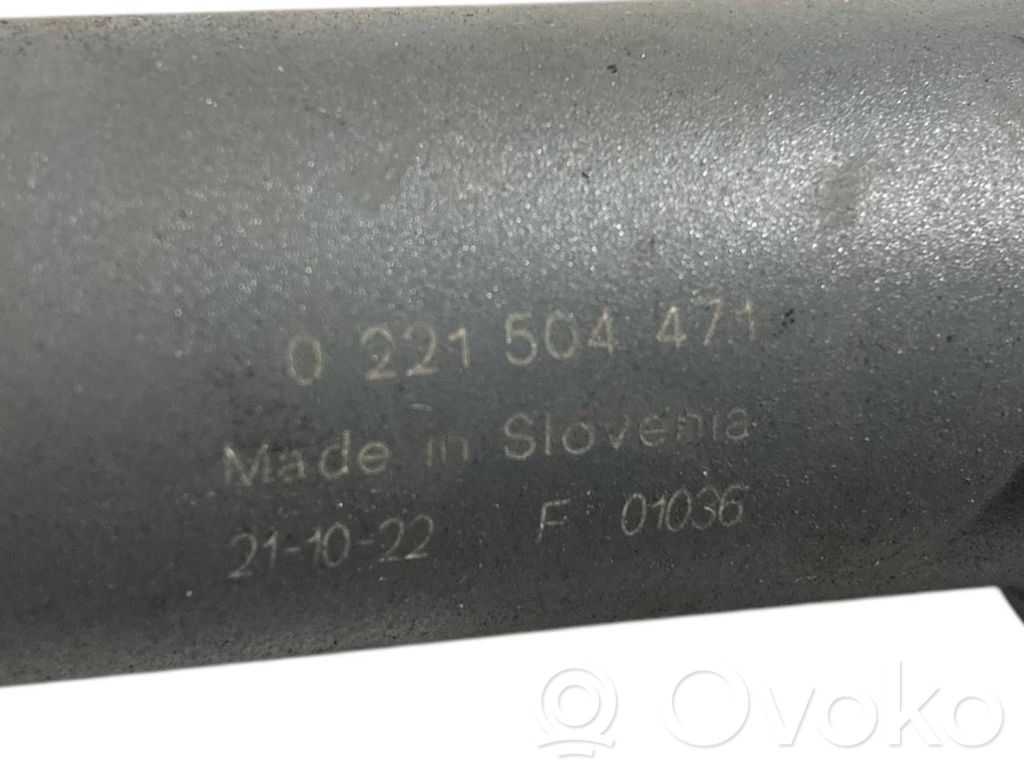 0 221 504 471
Made in Slovenia
21-10-22 F 01036
Ovoko